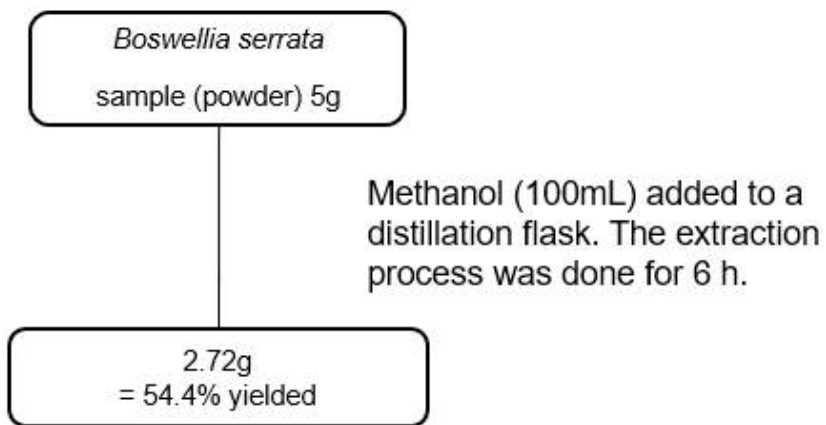 Boswellia serrata
sample (powder) 5g
Methanol (100mL) added to a
distillation flask. The extraction
process was done for 6 h.
2.72g
= 54.4% yielded